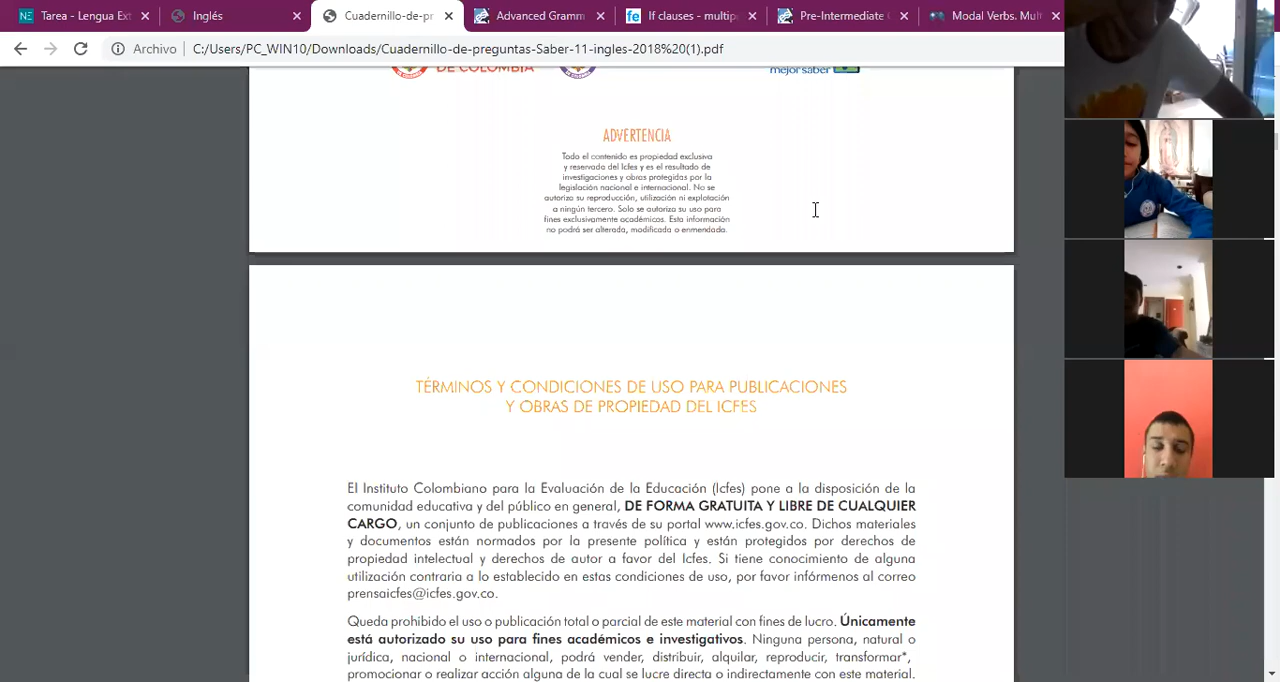 Tarea - Lengua Ext
Inglés
Cuadernillo-de-pr
Advanced Gramm
If clauses - multip
Pre-Intermediate
Modal Verbs. Mul
Archivo C:/Users/PC_WIN10/Downloads/Cuadernillo-de-preguntas-Saber-11-ingles-2018%20(1).pdf
DE COLOMBIA
mejor saber
ADVERTENCIA
Todo el contenido es propiedad exclusiva
y reservada del Icfes y es el resultado de
investigaciones y obras protegidas por la
legislación nacional e internacional. No se
autoriza su reproducción, utilización ni explotación
a ningún tercero. Solo se autoriza su uso para
fines exclusivamente académicos. Esta información
no podrá ser alterada, modificada o enmendada.
TÉRMINOS Y CONDICIONES DE USO PARA PUBLICACIONES
Y OBRAS DE PROPIEDAD DEL ICFES
El Instituto Colombiano para la Evaluación de la Educación (Icfes) pone a la disposición de la
comunidad educativa y del público en general, DE FORMA GRATUITA Y LIBRE DE CUALQUIER
CARGO, un conjunto de publicaciones a través de su portal www.icfes.gov.co. Dichos materiales
y documentos están normados por la presente política y están protegidos por derechos de
propiedad intelectual y derechos de autor a favor del Icfes. Si tiene conocimiento de alguna
utilización contraria a lo establecido en estas condiciones de uso, por favor infórmenos al correo
prensaicfes@icfes.gov.co.
Queda prohibido el uso o publicación total o parcial de este material con fines de lucro. Únicamente
está autorizado su uso para fines académicos e investigativos. Ninguna persona, natural o
jurídica, nacional o internacional, podrá vender, distribuir, alquilar, reproducir, transformar*,
promocionar o realizar acción alguna de la cual se lucre directa o indirectamente con este material.